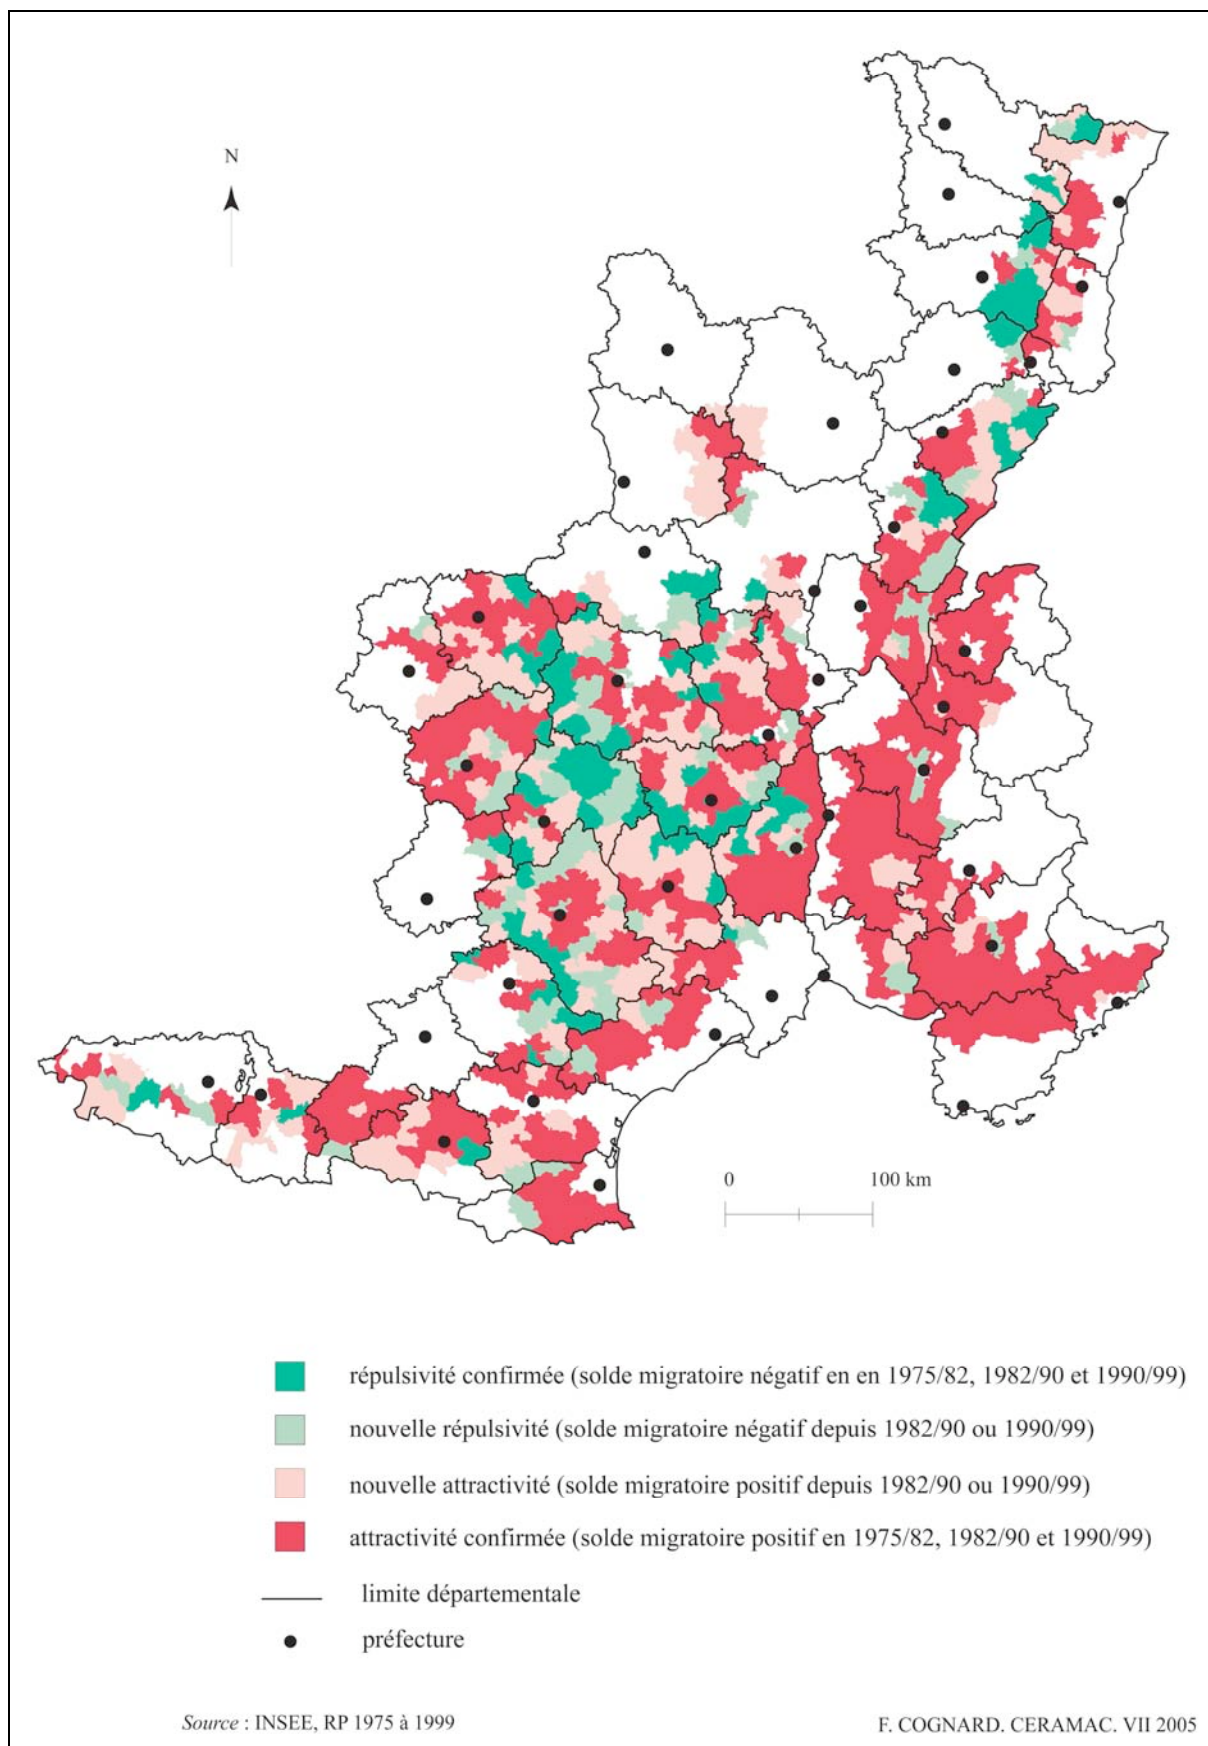 N
0 100 km
répulsivité confirmée (solde migratoire négatif en en 1975/82, 1982/90 et 1990/99)
nouvelle répulsivité (solde migratoire négatif depuis 1982/90 ou 1990/99)
nouvelle attractivité (solde migratoire positif depuis 1982/90 ou 1990/99)
attractivité confirmée (solde migratoire positif en 1975/82, 1982/90 et 1990/99)
limite départementale
préfecture
Source : INSEE, RP 1975 à 1999 F. COGNARD. CERAMAC. VII 2005